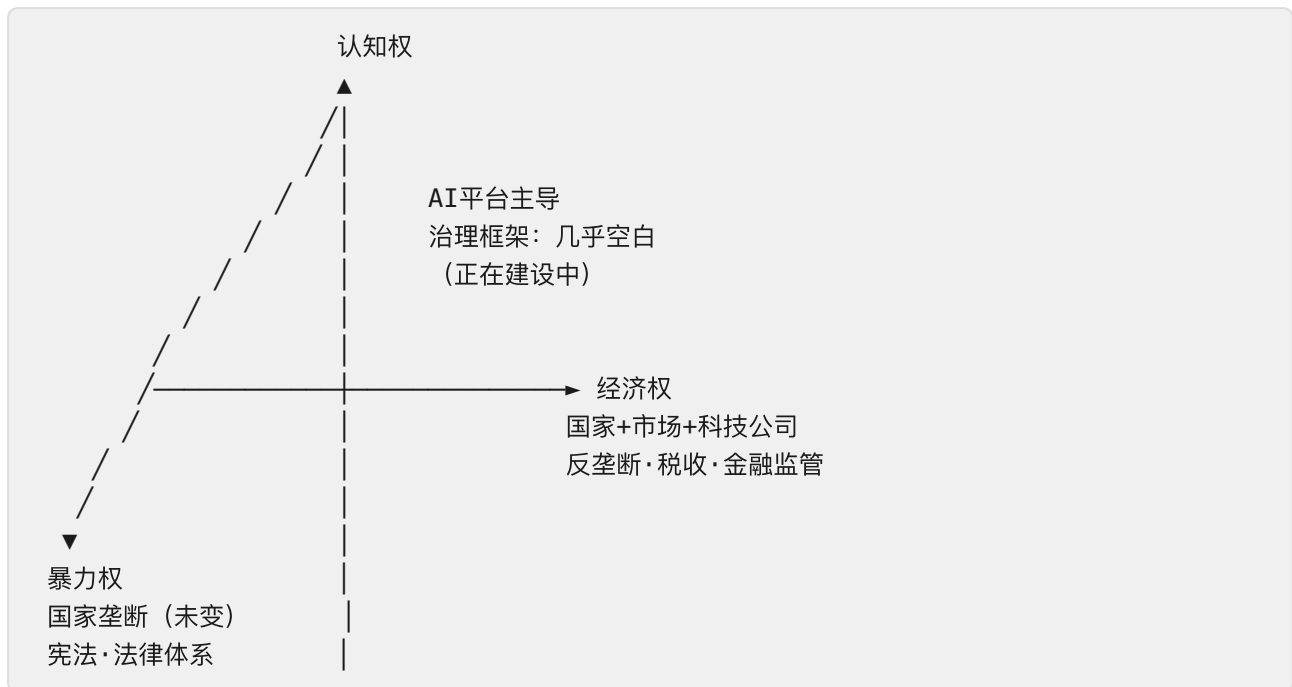 认知权
AI平台主导
治理框架：几乎空白
（正在建设中）
经济权
国家+市场+科技公司
反垄断·税收·金融监管
暴力权
国家垄断（未变）
宪法·法律体系